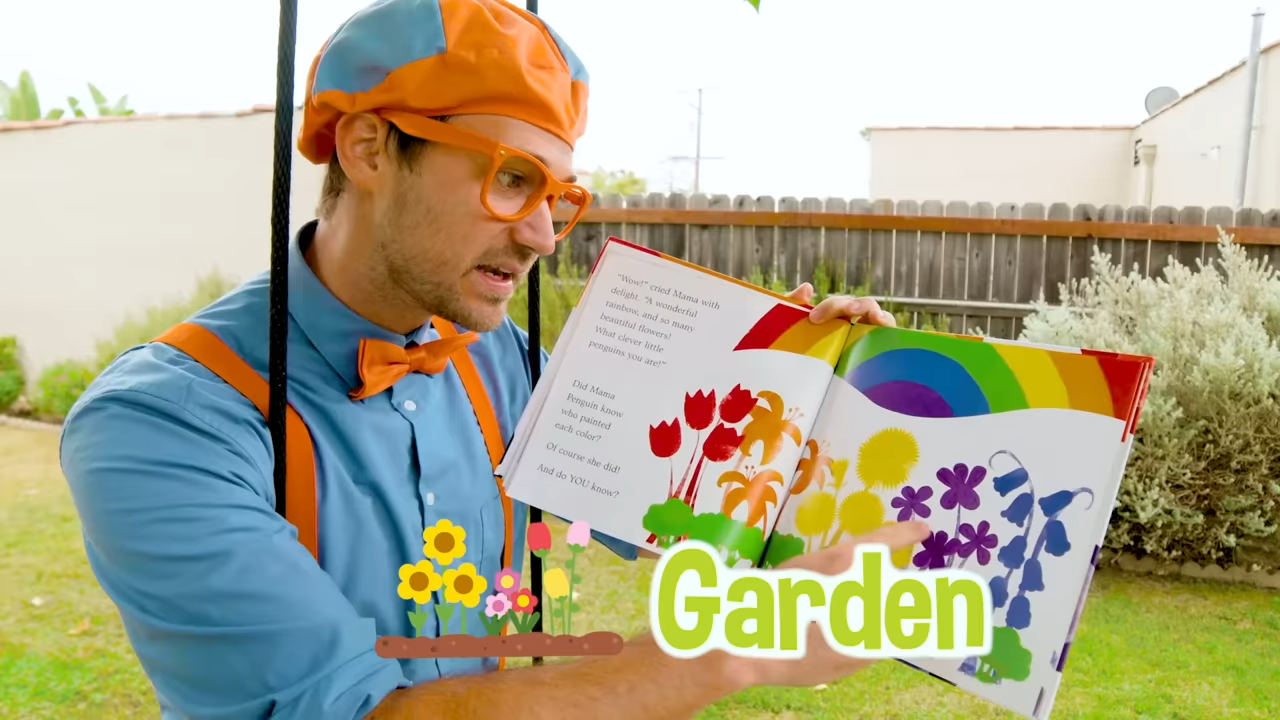 "Wow!" cried Mama with
delight. "A wonderful
rainbow, and so many
beautiful flowers!
What clever little
penguins you are!"
Did Mama
Penguin know
who painted
each color?
Of course she did!
And do YOU know?
Garden